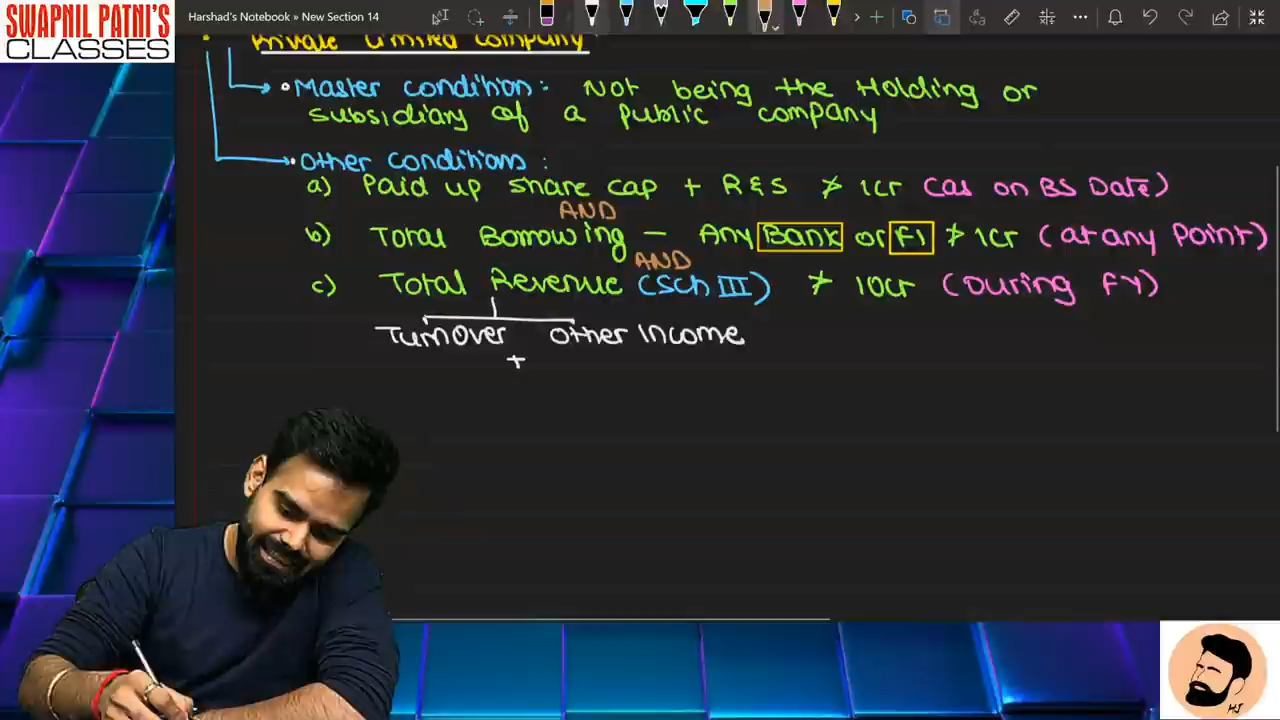 SWAPNIL PATNI'S
CLASSES
Harshad's Notebook » New Section 14
Private Limited Company
Master condition: Not being the Holding or
subsidiary of a public company
Other conditions:
a) Paid up share cap + R & S ≯ 1cr (as on BS Date)
AND
b) Total Borrowing - Any Bank or FI ≯ 1cr (at any Point)
AND
c) Total Revenue (Sch III) ≯ 10cr (During FY)
Turnover Other Income
+
HJ